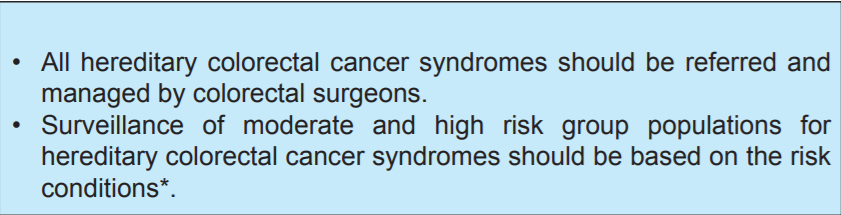 • All hereditary colorectal cancer syndromes should be referred and
managed by colorectal surgeons.
• Surveillance of moderate and high risk group populations for
hereditary colorectal cancer syndromes should be based on the risk
conditions*.